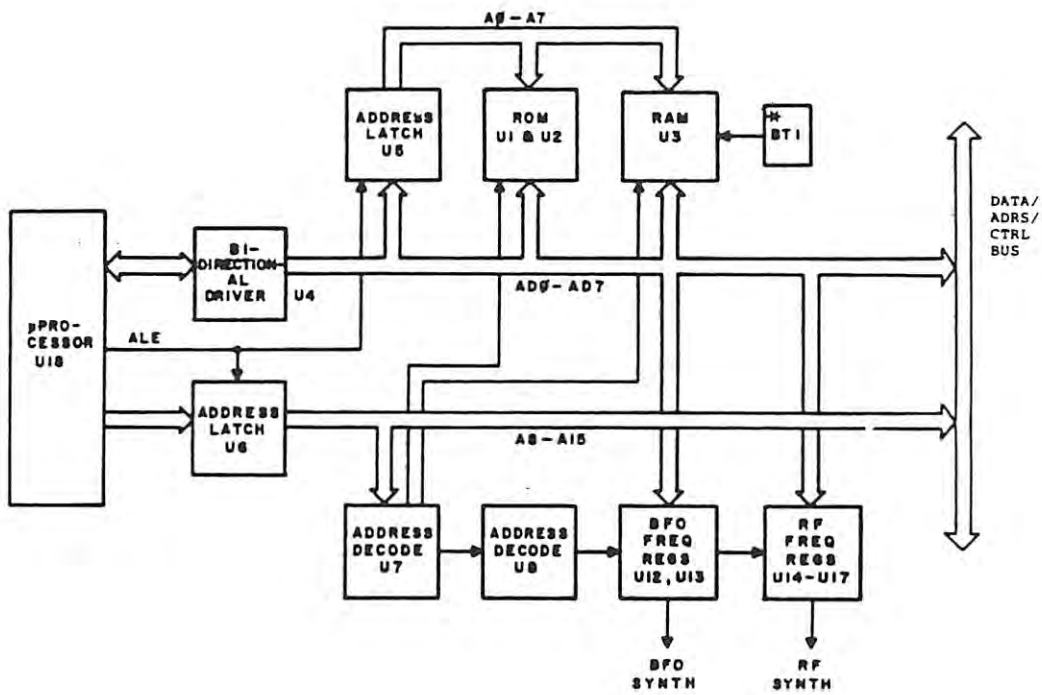 AØ-A7
ADDRESS
LATCH
U5
ROM
U1 & U2
RAM
U3
BT1
DATA/
ADRS/
CTRL
BUS
BI-
DIRECTION-
AL
DRIVER
U4
ADØ-AD7
µPRO-
CESSOR
U18
ALE
ADDRESS
LATCH
U6
A8-A15
ADDRESS
DECODE
U7
ADDRESS
DECODE
U8
BFO
FREQ
REGS
U12, U13
RF
FREQ
REGS
U14-U17
BFO
SYNTH
RF
SYNTH